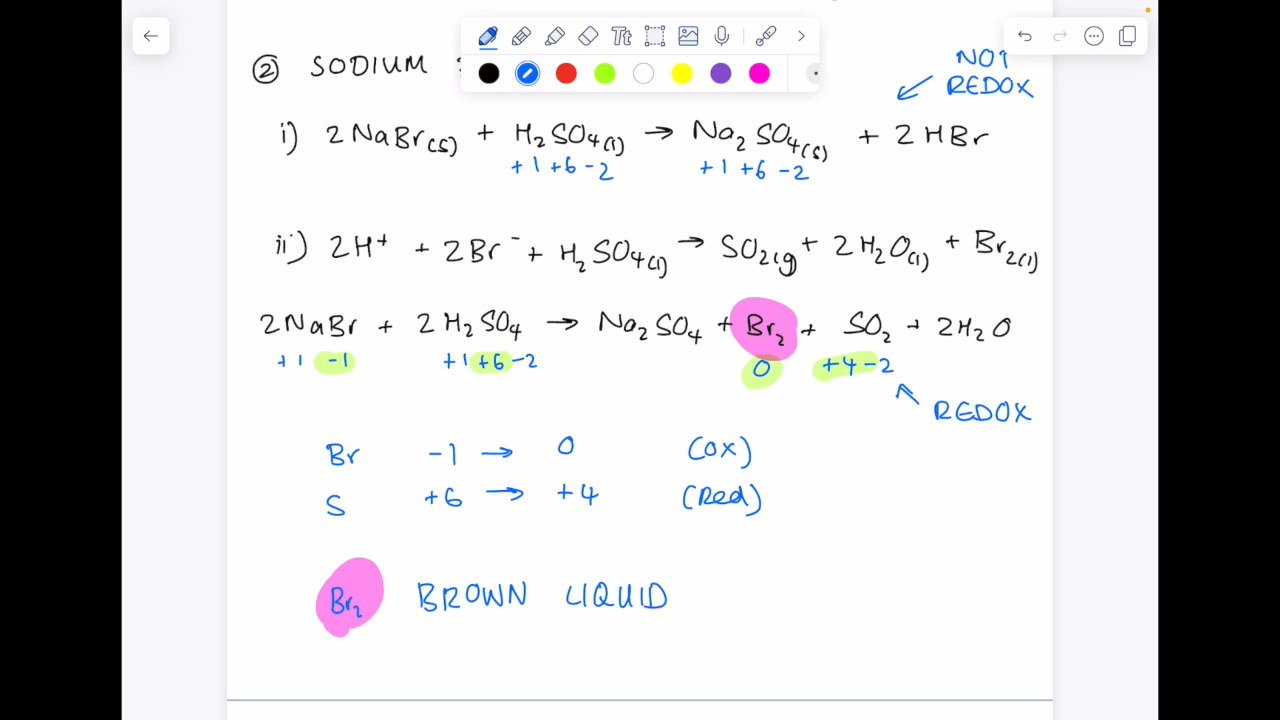 ② SODIUM
NOT
REDOX
i) 2NaBr(s) + H₂SO₄(l) → Na₂SO₄(s) + 2HBr
+1 +6 -2 +1 +6 -2
ii) 2H⁺ + 2Br⁻ + H₂SO₄(l) → SO₂(g) + 2H₂O(l) + Br₂(l)
2NaBr + 2H₂SO₄ → Na₂SO₄ + Br₂ + SO₂ + 2H₂O
+1 -1 +1 +6 -2 0 +4 -2
REDOX
Br -1 → 0 (Ox)
S +6 → +4 (Red)
Br₂ BROWN LIQUID